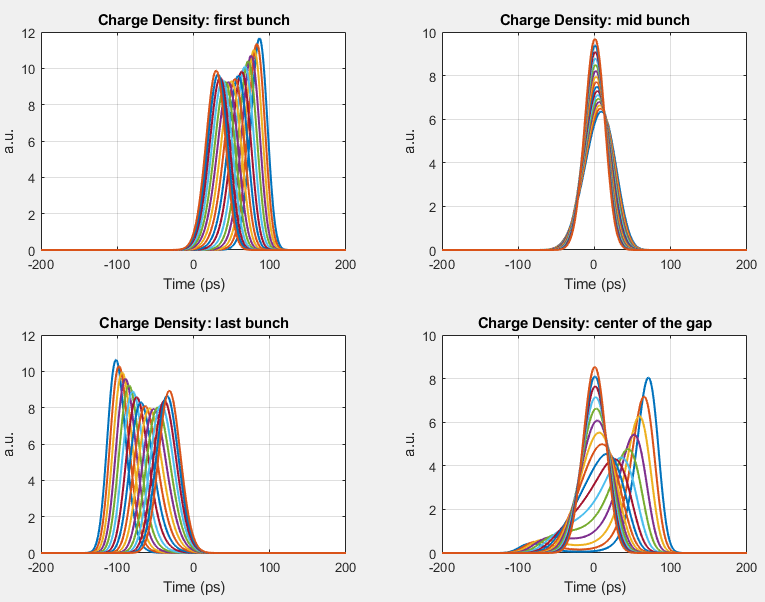 Charge Density: first bunch
12
10
8
6
4
2
0
a.u.
-200 -100 0 100 200
Time (ps)
Charge Density: mid bunch
10
8
6
4
2
0
a.u.
-200 -100 0 100 200
Time (ps)
Charge Density: last bunch
12
10
8
6
4
2
0
a.u.
-200 -100 0 100 200
Time (ps)
Charge Density: center of the gap
10
8
6
4
2
0
a.u.
-200 -100 0 100 200
Time (ps)